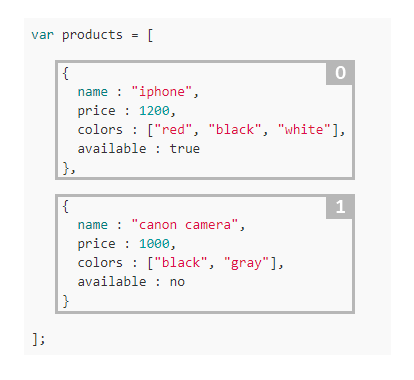 var products = [
0
{
name : "iphone",
price : 1200,
colors : ["red", "black", "white"],
available : true
},
1
{
name : "canon camera",
price : 1000,
colors : ["black", "gray"],
available : no
}
];